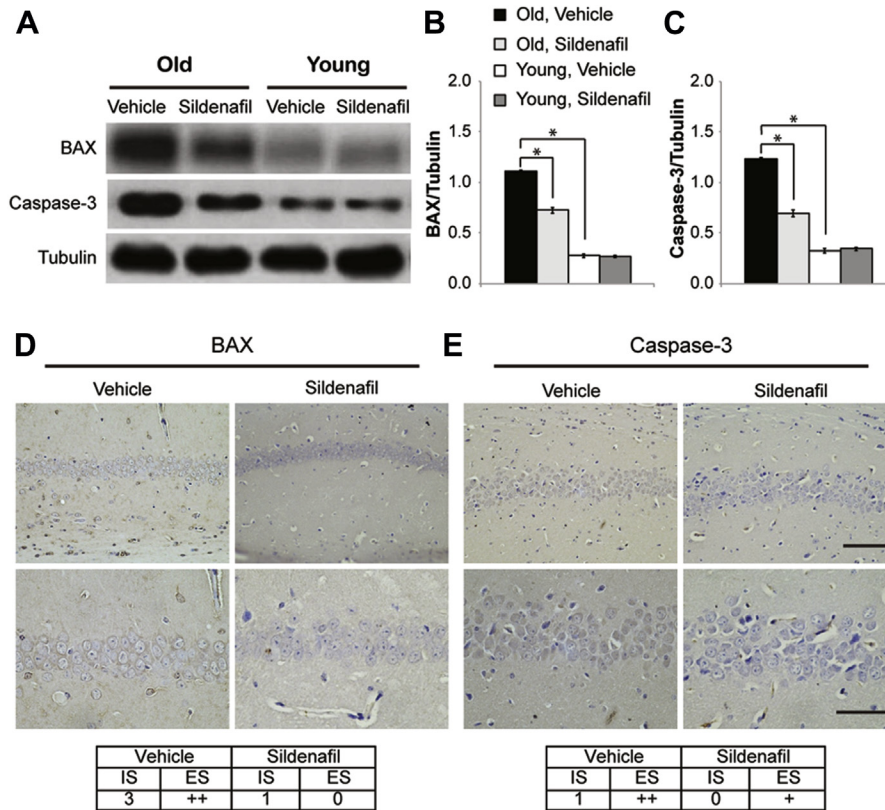 A
Old Young
Vehicle Sildenafil Vehicle Sildenafil
BAX
Caspase-3
Tubulin
B
Old, Vehicle
Old, Sildenafil
Young, Vehicle
Young, Sildenafil
BAX/Tubulin
2.0
1.5
1.0
0.5
0.0
*
*
C
Caspase-3/Tubulin
2.0
1.5
1.0
0.5
0.0
*
*
D
BAX
Vehicle Sildenafil
Vehicle Sildenafil
IS ES IS ES
3 ++ 1 0
E
Caspase-3
Vehicle Sildenafil
Vehicle Sildenafil
IS ES IS ES
1 ++ 0 +